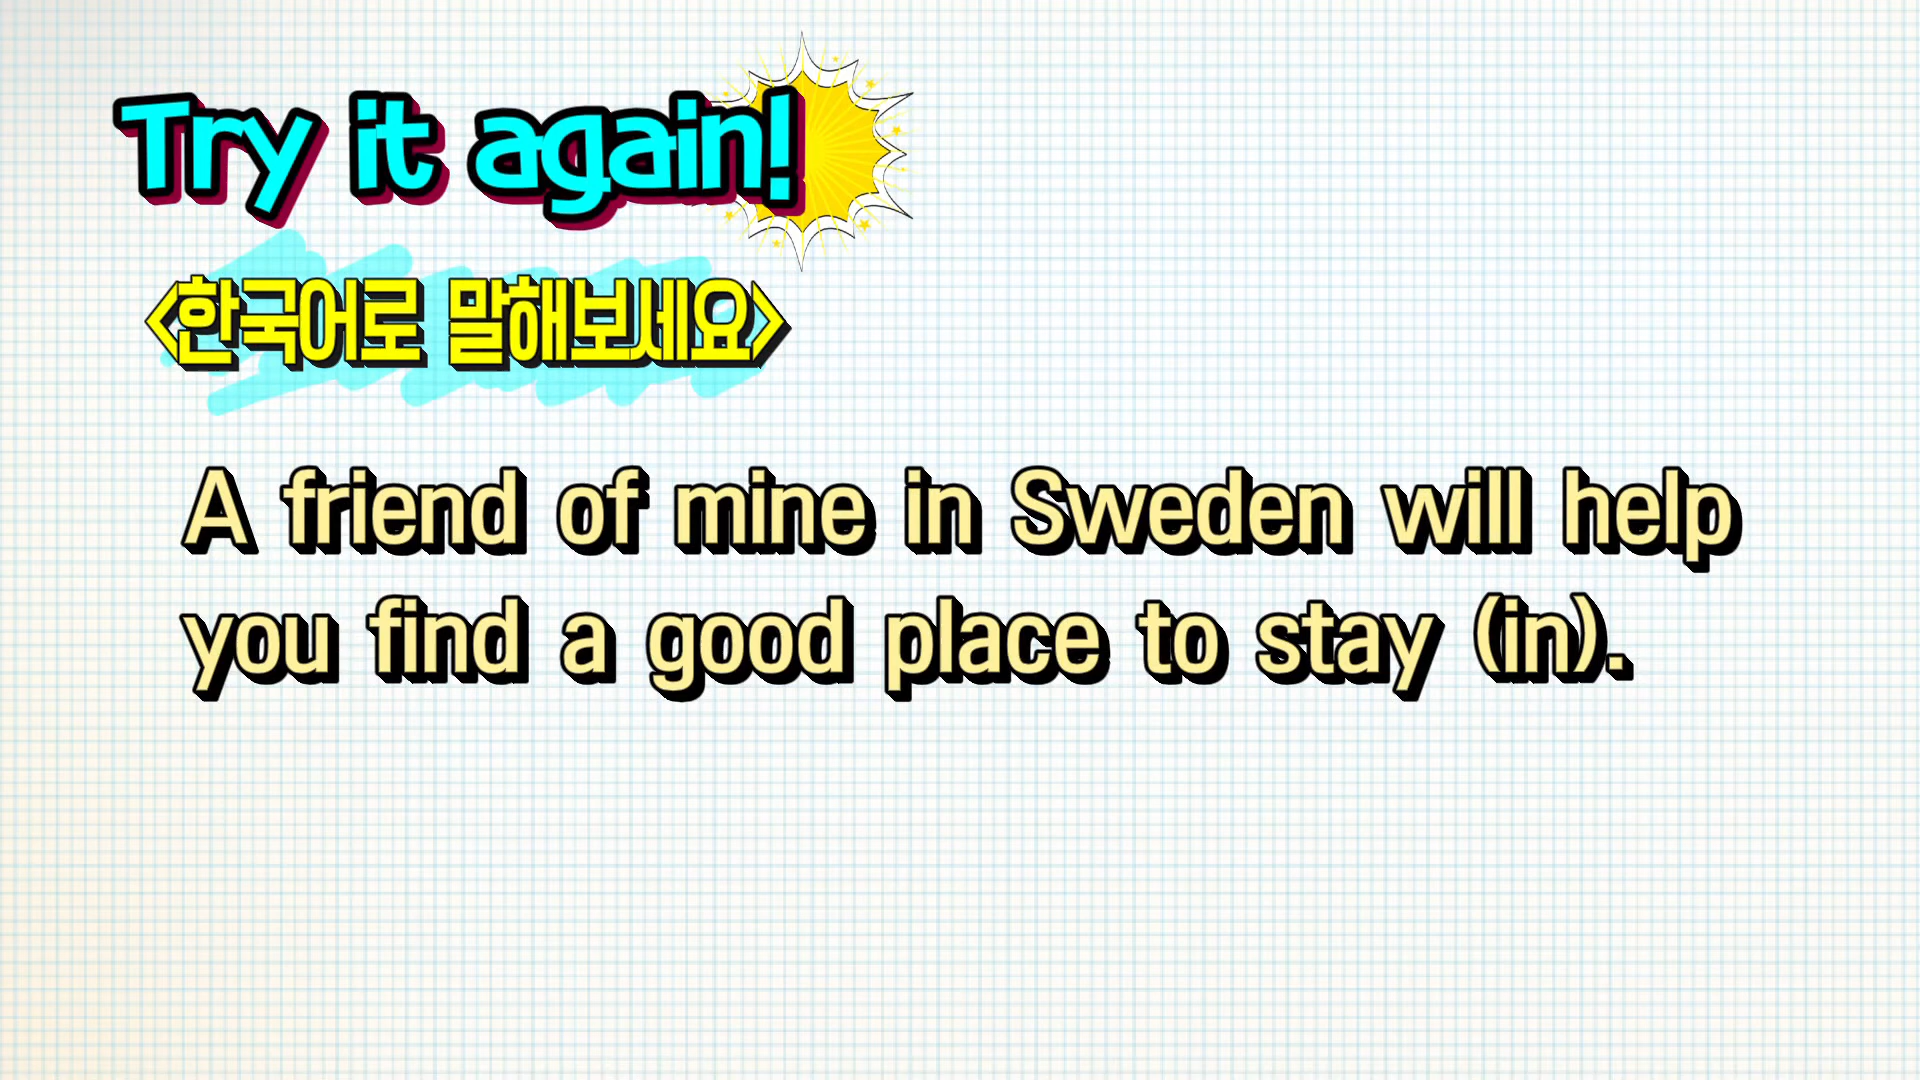 Try it again!
<한국어로 말해보세요>
A friend of mine in Sweden will help
you find a good place to stay (in).